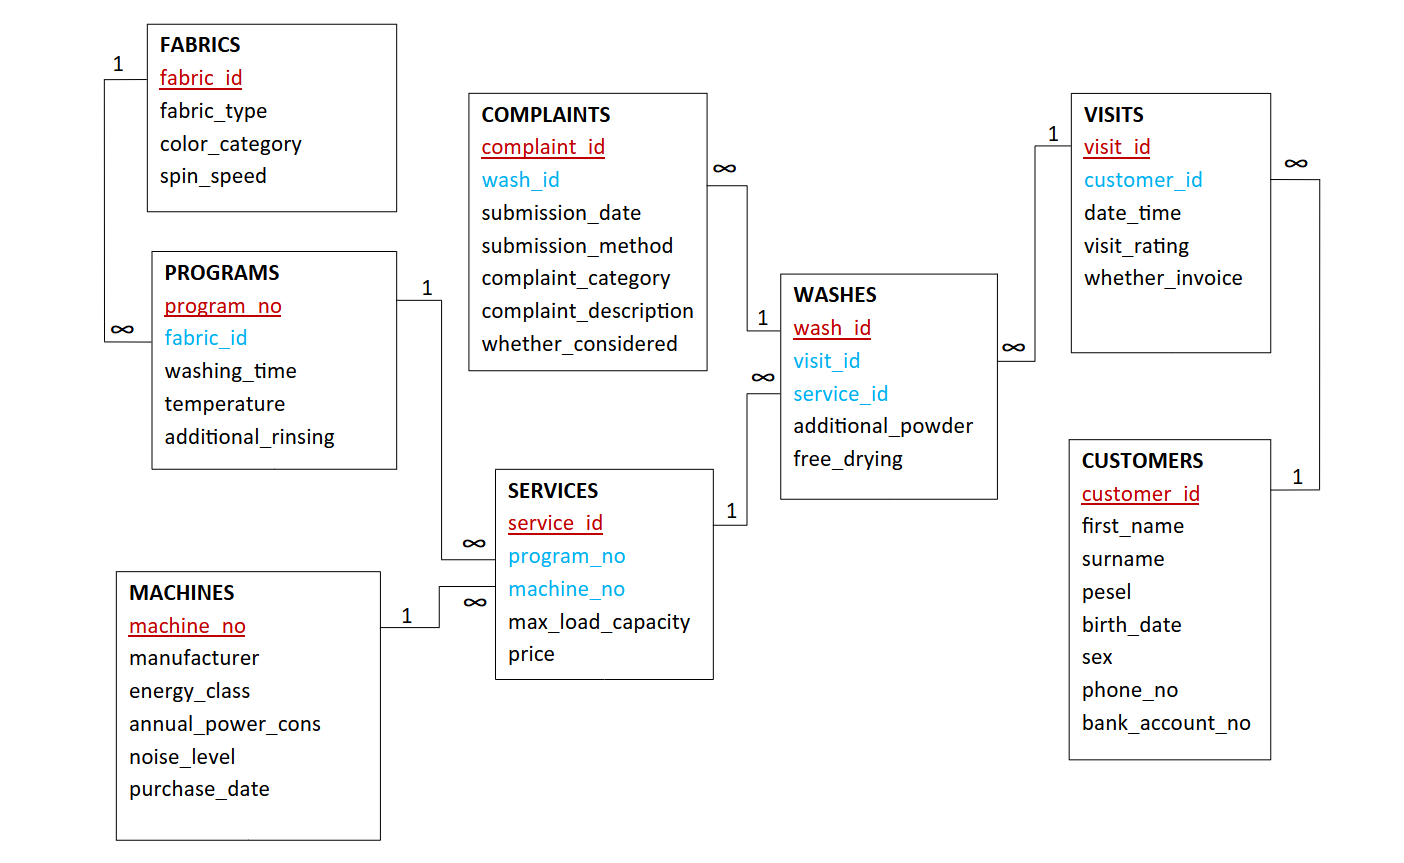 FABRICS
fabric_id
fabric_type
color_category
spin_speed
1
∞
PROGRAMS
program_no
fabric_id
washing_time
temperature
additional_rinsing
1
∞
MACHINES
machine_no
manufacturer
energy_class
annual_power_cons
noise_level
purchase_date
1
∞
COMPLAINTS
complaint_id
wash_id
submission_date
submission_method
complaint_category
complaint_description
whether_considered
∞
1
SERVICES
service_id
program_no
machine_no
max_load_capacity
price
1
∞
WASHES
wash_id
visit_id
service_id
additional_powder
free_drying
∞
1
VISITS
visit_id
customer_id
date_time
visit_rating
whether_invoice
∞
1
CUSTOMERS
customer_id
first_name
surname
pesel
birth_date
sex
phone_no
bank_account_no